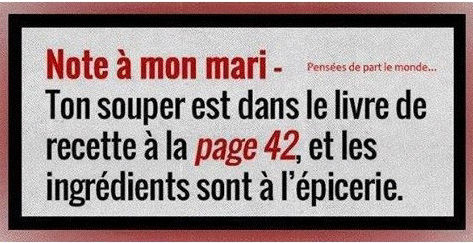 Note à mon mari - Pensées de part le monde...
Ton souper est dans le livre de
recette à la page 42, et les
ingrédients sont à l'épicerie.